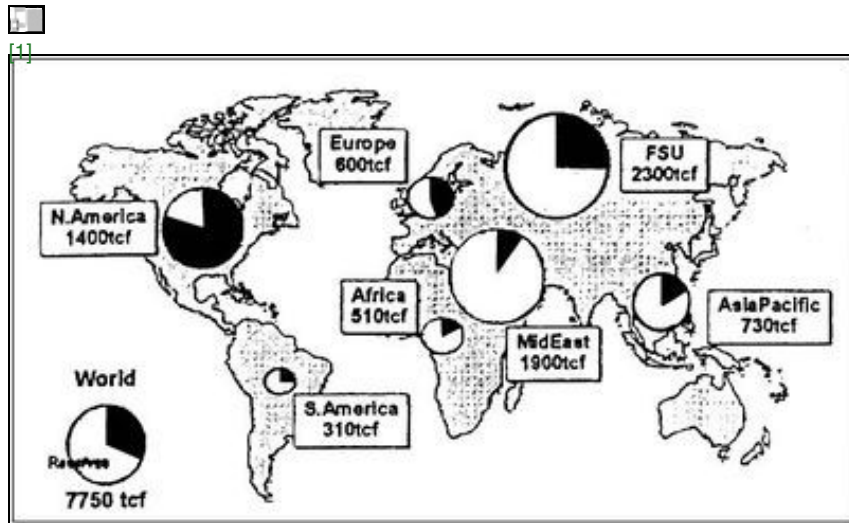 [1]
Europe
600tcf
FSU
2300tcf
N.America
1400tcf
Africa
510tcf
MidEast
1900tcf
AsiaPacific
730tcf
S.America
310tcf
World
7750 tcf